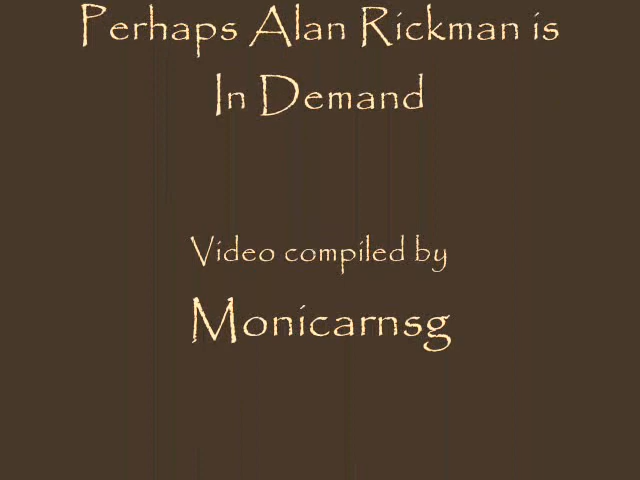 Perhaps Alan Rickman is
In Demand
Video compiled by
Monicarnsg